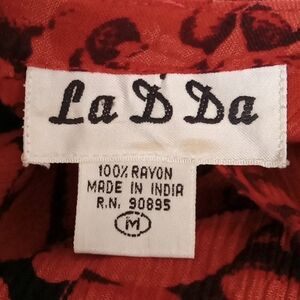 La D Da
100% RAYON
MADE IN INDIA
R.N. 90895
M